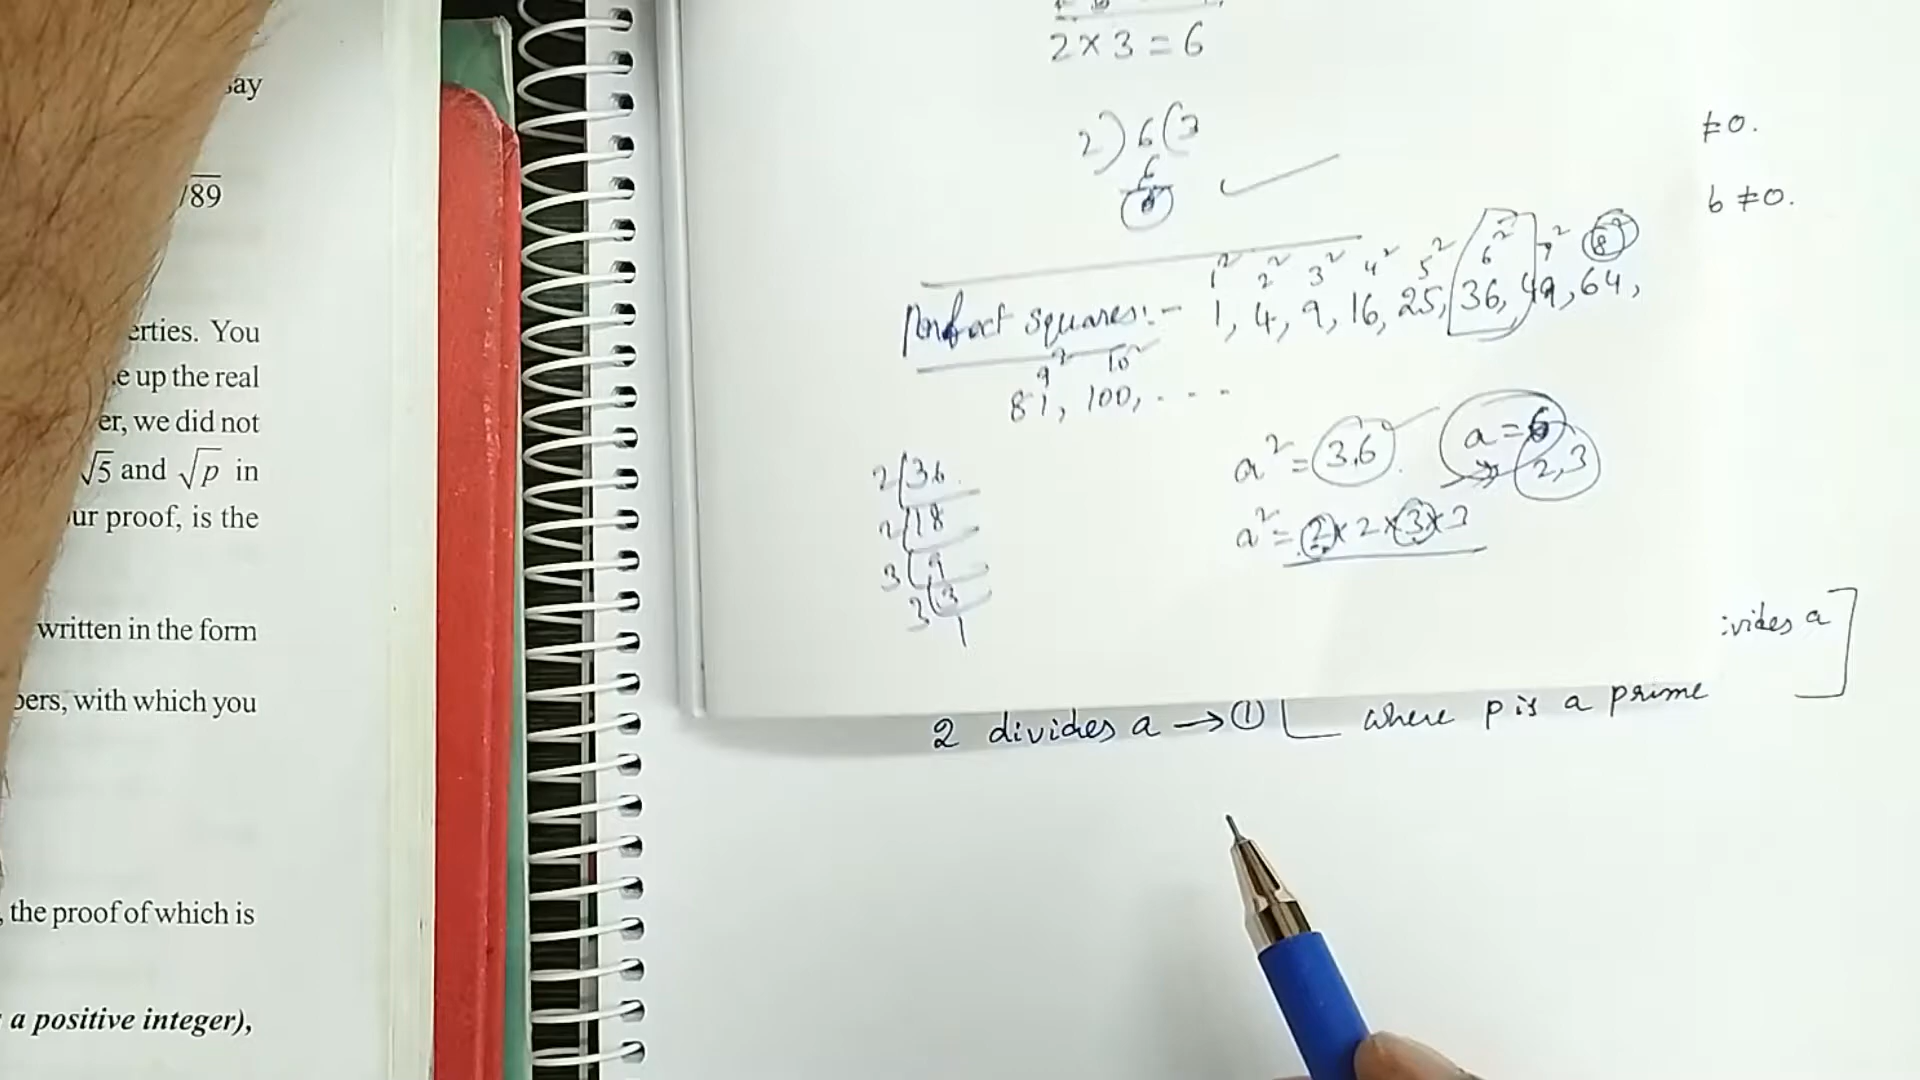 say
√89
erties. You
e up the real
er, we did not
√5 and √p in
ur proof, is the
written in the form
bers, with which you
, the proof of which is
a positive integer),
2 × 3 = 6
2) 6 (3
6
0
≠0.
b ≠0.
1² 2² 3² 4² 5² 6² 7² 8²
Perfect squares:- 1, 4, 9, 16, 25, 36, 49, 64,
9² 10²
81, 100, . . .
a² = 36. a = 6
2, 3
a² = 2 × 2 × 3 × 3
2 36
2 18
3 9
3 3
1
ivides a
2 divides a → ① where p is a prime